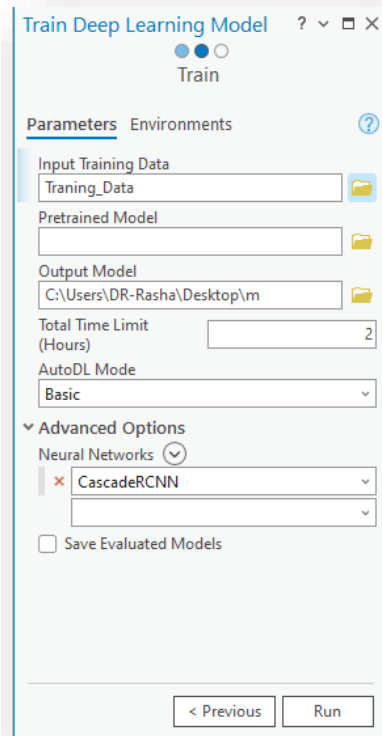 Train Deep Learning Model
Train
Parameters Environments
Input Training Data
Traning_Data
Pretrained Model
Output Model
C:\Users\DR-Rasha\Desktop\m
Total Time Limit
(Hours)
2
AutoDL Mode
Basic
Advanced Options
Neural Networks
CascadeRCNN
Save Evaluated Models
< Previous
Run